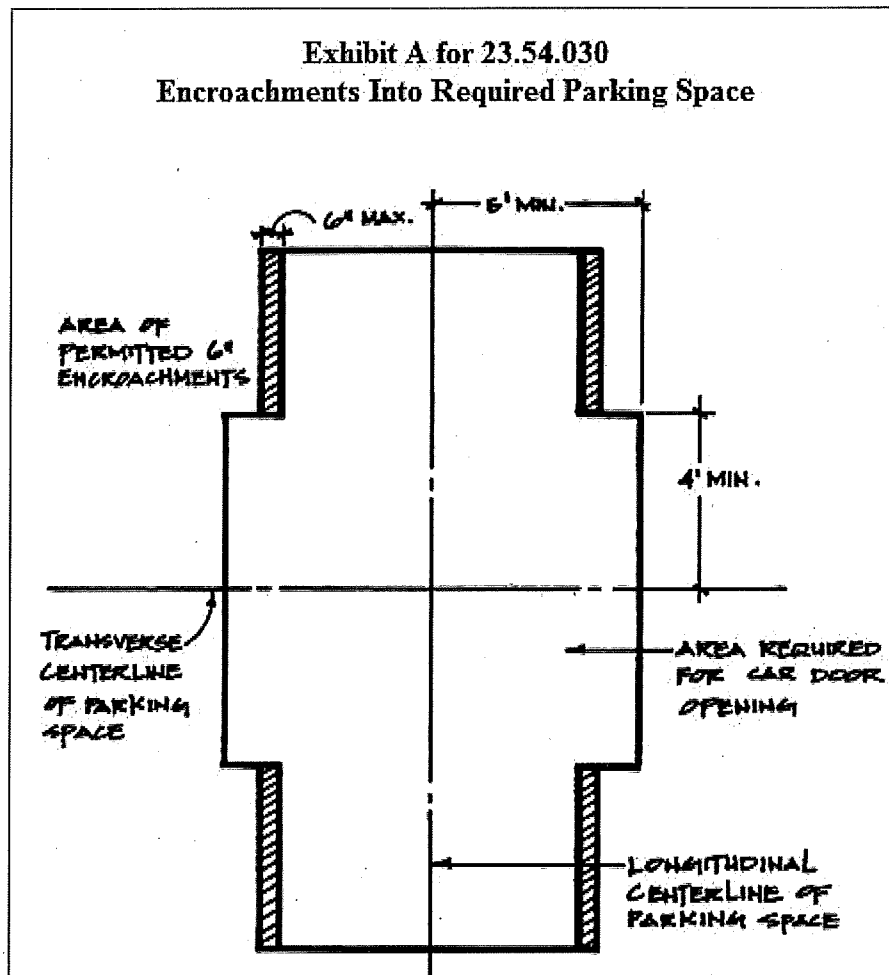 Exhibit A for 23.54.030
Encroachments Into Required Parking Space
6" MAX.
5' MIN.
AREA OF
PERMITTED 6"
ENCROACHMENTS
4' MIN.
TRANSVERSE
CENTERLINE
OF PARKING
SPACE
AREA REQUIRED
FOR CAR DOOR
OPENING
LONGITUDINAL
CENTERLINE OF
PARKING SPACE